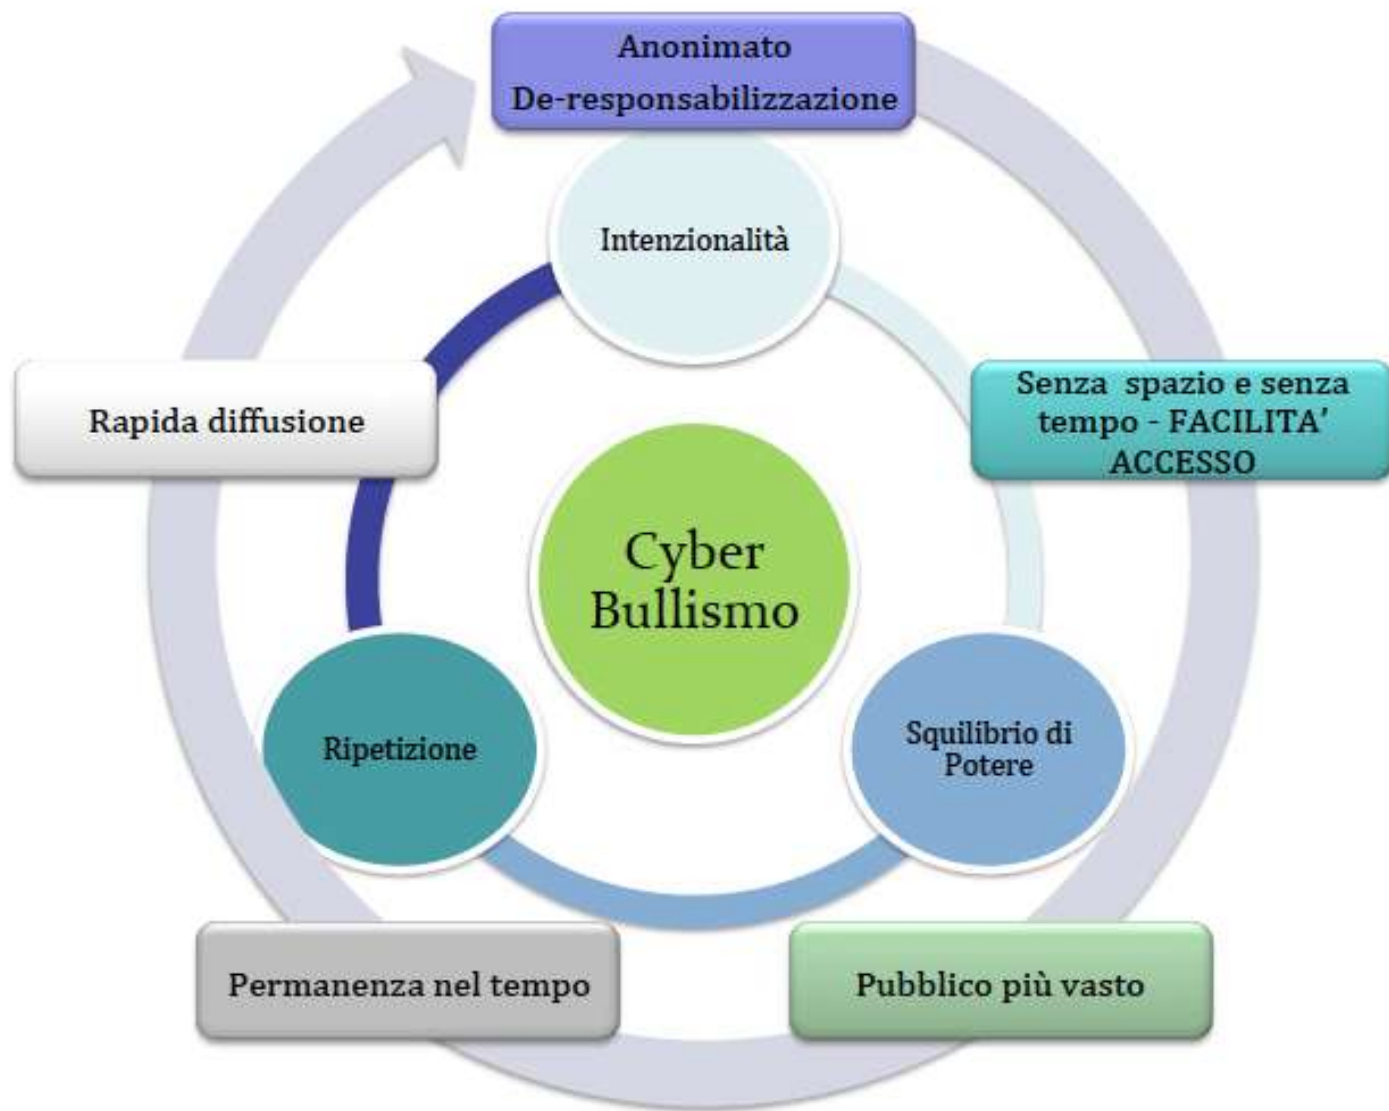 Anonimato
De-responsabilizzazione
Intenzionalità
Rapida diffusione
Senza spazio e senza
tempo - FACILITA’
ACCESSO
Cyber
Bullismo
Ripetizione
Squilibrio di
Potere
Permanenza nel tempo
Pubblico più vasto